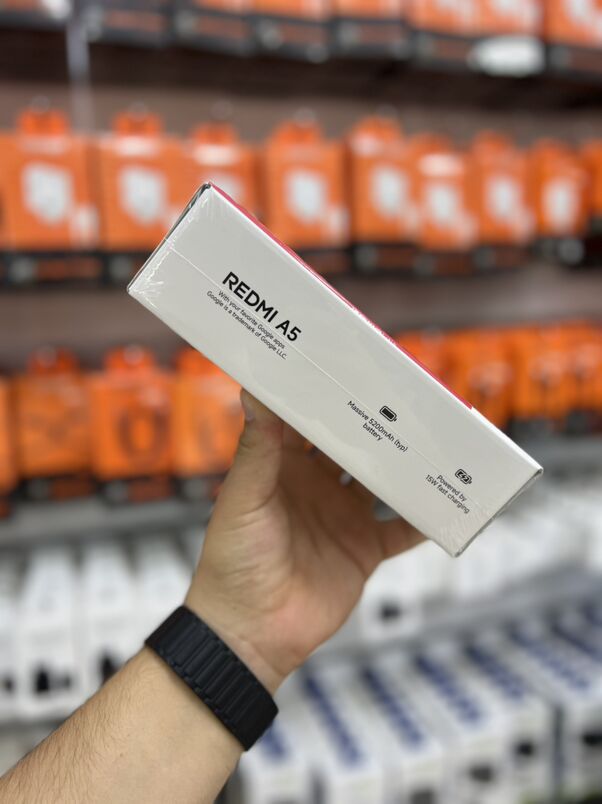 REDMI A5
With your favorite Google apps
Google is a trademark of Google LLC.
Massive 5200mAh (typ)
battery
Powered by
15W fast charging